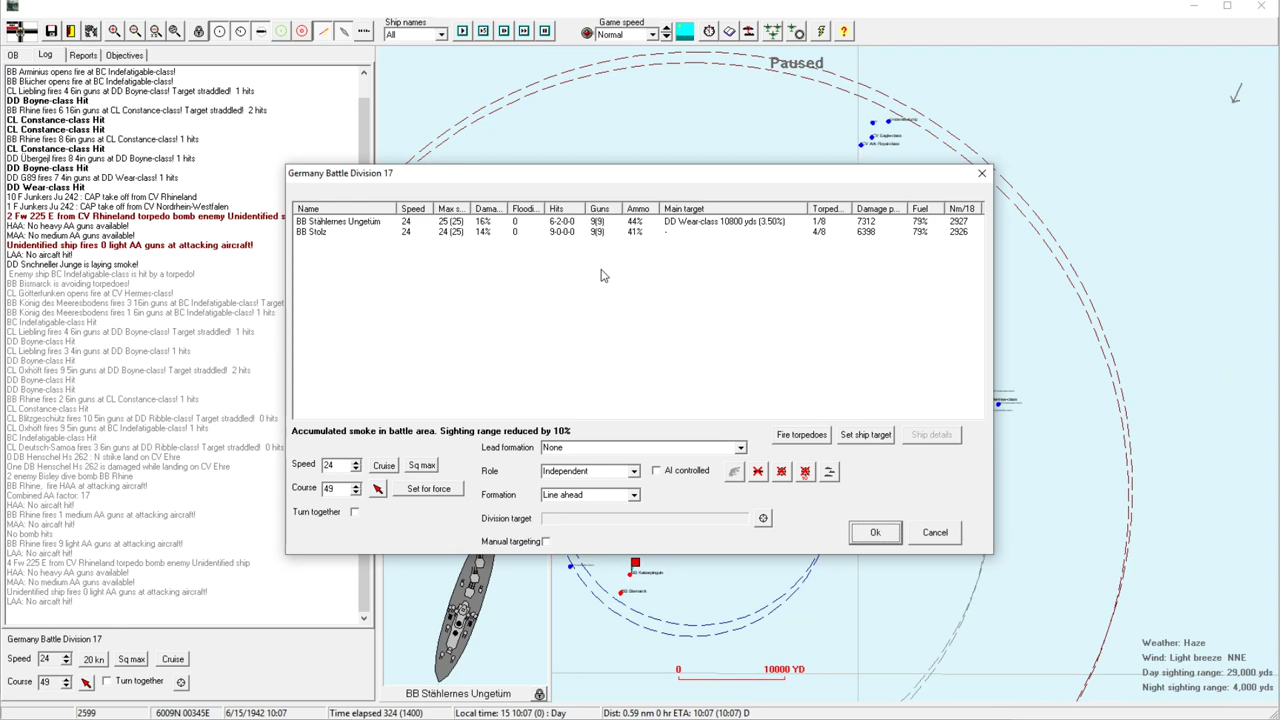 Ship names
All
Game speed
Normal
OB Log Reports Objectives
BB Arminius opens fire at BC Indefatigable-class!
BB Blücher opens fire at BC Indefatigable-class!
CL Liebling fires 4 6in guns at DD Boyne-class! Target straddled! 1 hits
DD Boyne-class Hit
BB Rhine fires 6 16in guns at CL Constance-class! Target straddled! 2 hits
CL Constance-class Hit
CL Constance-class Hit
BB Rhine fires 8 6in guns at CL Constance-class! 1 hits
CL Constance-class Hit
DD Übergeil fires 8 4in guns at DD Boyne-class! 1 hits
DD Boyne-class Hit
DD G89 fires 7 4in guns at DD Wear-class! 1 hits
DD Wear-class Hit
10 F Junkers Ju 242 : CAP take off from CV Rhineland
1 F Junkers Ju 242 : CAP take off from CV Nordrhein-Westfalen
2 Fw 225 E from CV Rhineland torpedo bomb enemy Unidentified s
HAA: No heavy AA guns available!
MAA: No medium AA guns available!
Unidentified ship fires 0 light AA guns at attacking aircraft!
LAA: No aircaft hit!
DD Snchneller Junge is laying smoke!
Enemy ship BC Indefatigable-class is hit by a torpedo!
BB Bismarck is avoiding torpedoes!
CL Götterfunken opens fire at CV Hermes-class!
BB König des Meeresbodens fires 3 16in guns at BC Indefatigable-class! Target
BB König des Meeresbodens fires 1 6in guns at BC Indefatigable-class! 1 hits
BC Indefatigable-class Hit
CL Liebling fires 4 6in guns at DD Boyne-class! Target straddled! 1 hits
DD Boyne-class Hit
CL Liebling fires 3 4in guns at DD Boyne-class! 1 hits
DD Boyne-class Hit
CL Oxhöft fires 9 5in guns at DD Boyne-class! Target straddled! 2 hits
DD Boyne-class Hit
DD Boyne-class Hit
BB Rhine fires 2 6in guns at CL Constance-class! 1 hits
CL Constance-class Hit
CL Blitzgeschütz fires 10 5in guns at DD Ribble-class! Target straddled! 0 hits
CL Oxhöft fires 9 5in guns at DD Boyne-class! 1 hits
BC Indefatigable-class Hit
CL Deutsch-Samoa fires 3 6in guns at DD Ribble-class! Target straddled! 0 hits
0 DB Henschel Hs 262 : N strike land on CV Ehre
One DB Henschel Hs 262 is damaged while landing on CV Ehre
2 enemy Bisley dive bomb BB Rhine
BB Rhine, fire HAA at attacking aircraft!
Combined AA factor: 17
HAA: No aircaft hit!
BB Rhine fires 1 medium AA guns at attacking aircraft!
MAA: No aircaft hit!
No bomb hits
BB Rhine fires 9 light AA guns at attacking aircraft!
LAA: No aircaft hit!
4 Fw 225 E from CV Rhineland torpedo bomb enemy Unidentified ship
HAA: No heavy AA guns available!
MAA: No medium AA guns available!
Unidentified ship fires 0 light AA guns at attacking aircraft!
LAA: No aircaft hit!
Germany Battle Division 17
Speed 24 20 kn Sq max Cruise
Course 49 Turn together
Paused
CV Eagle-class
CV Ark Royal-class
Germany Battle Division 17
Name Speed Max s... Dama... Floodi... Hits Guns Ammo Main target Torped... Damage p... Fuel Nm/18
BB Stählernes Ungetüm 24 25 (25) 16% 0 6-2-0-0 9(9) 44% DD Wear-class 10800 yds (3.50%) 1/8 7312 79% 2927
BB Stolz 24 24 (25) 14% 0 9-0-0-0 9(9) 41% - 4/8 6398 79% 2926
Accumulated smoke in battle area. Sighting range reduced by 10%
Fire torpedoes Set ship target Ship details
Lead formation None
Speed 24 Cruise Sq max
Role Independent AI controlled
Course 49 Set for force
Formation Line ahead
Turn together
Division target
Ok Cancel
Manual targeting
BB Bismarck
0 10000 YD
BB Stählernes Ungetüm
Weather: Haze
Wind: Light breeze NNE
Day sighting range: 29,000 yds
Night sighting range: 4,000 yds
2599 6009N 00345E 6/15/1942 10:07 Time elapsed 324 (1400) Local time: 15 10:07 (0) : Day Dist: 0.59 nm 0 hr ETA: 10:07 (10:07) D